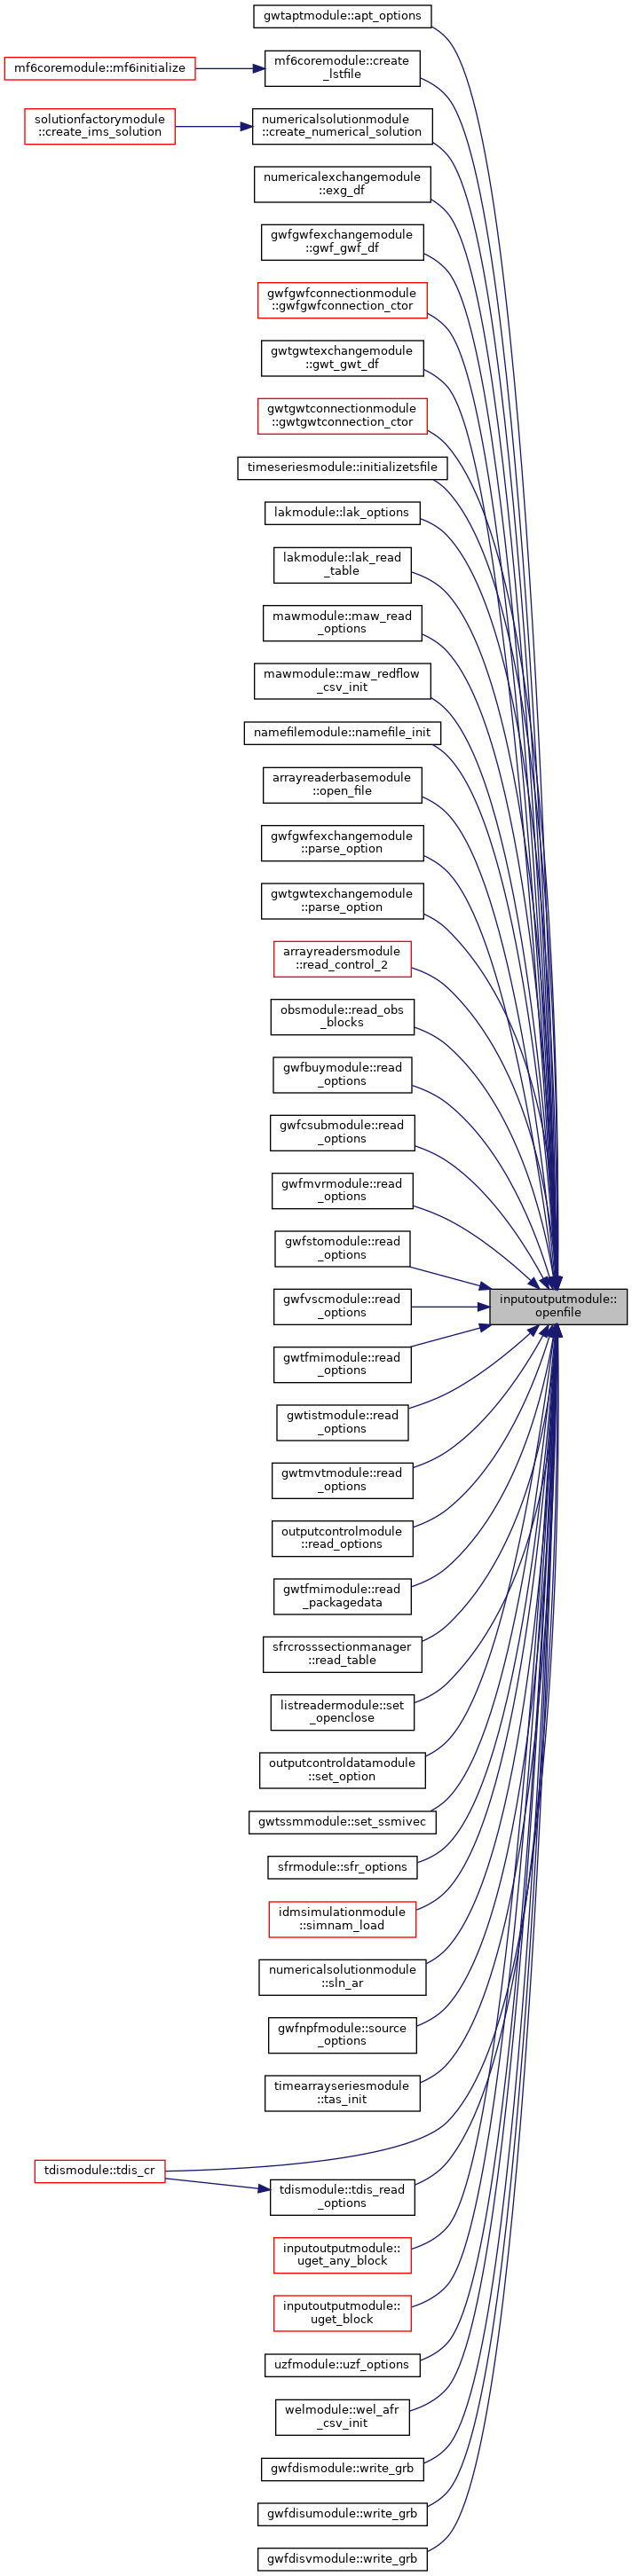 gwtaptmodule::apt_options
mf6coremodule::create
_lstfile
mf6coremodule::mf6initialize
numericalsolutionmodule
::create_numerical_solution
solutionfactorymodule
::create_ims_solution
numericalexchangemodule
::exg_df
gwfgwfexchangemodule
::gwf_gwf_df
gwfgwfconnectionmodule
::gwfgwfconnection_ctor
gwtgwtexchangemodule
::gwt_gwt_df
gwtgwtconnectionmodule
::gwtgwtconnection_ctor
timeseriesmodule::initializetsfile
lakmodule::lak_options
lakmodule::lak_read
_table
mawmodule::maw_read
_options
mawmodule::maw_redflow
_csv_init
namefilemodule::namefile_init
arrayreaderbasemodule
::open_file
gwfgwfexchangemodule
::parse_option
gwtgwtexchangemodule
::parse_option
arrayreadersmodule
::read_control_2
obsmodule::read_obs
_blocks
gwfbuymodule::read
_options
gwfcsubmodule::read
_options
gwfmvrmodule::read
_options
gwfstomodule::read
_options
gwfvscmodule::read
_options
inputoutputmodule::
openfile
gwtfmimodule::read
_options
gwtistmodule::read
_options
gwtmvtmodule::read
_options
outputcontrolmodule
::read_options
gwtfmimodule::read
_packagedata
sfrcrosssectionmanager
::read_table
listreadermodule::set
_openclose
outputcontroldatamodule
::set_option
gwtssmmodule::set_ssmivec
sfrmodule::sfr_options
idmsimulationmodule
::simnam_load
numericalsolutionmodule
::sln_ar
gwfnpfmodule::source
_options
timearrayseriesmodule
::tas_init
tdismodule::tdis_cr
tdismodule::tdis_read
_options
inputoutputmodule::
uget_any_block
inputoutputmodule::
uget_block
uzfmodule::uzf_options
welmodule::wel_afr
_csv_init
gwfdismodule::write_grb
gwfdisumodule::write_grb
gwfdisvmodule::write_grb